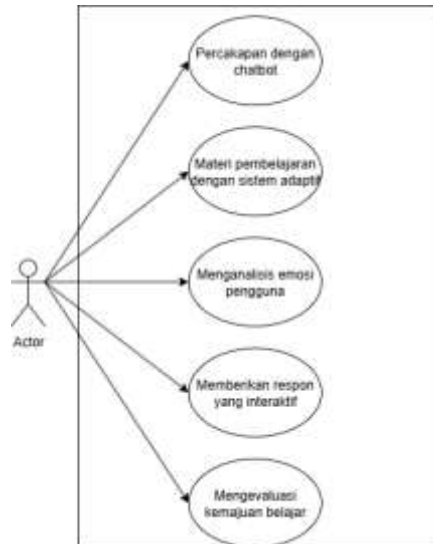 Percakapan dengan
chatbot
Materi pembelajaran
dengan sistem adaptif
Menganalisis emosi
pengguna
Actor
Memberikan respon
yang interaktif
Mengevaluasi
kemajuan belajar